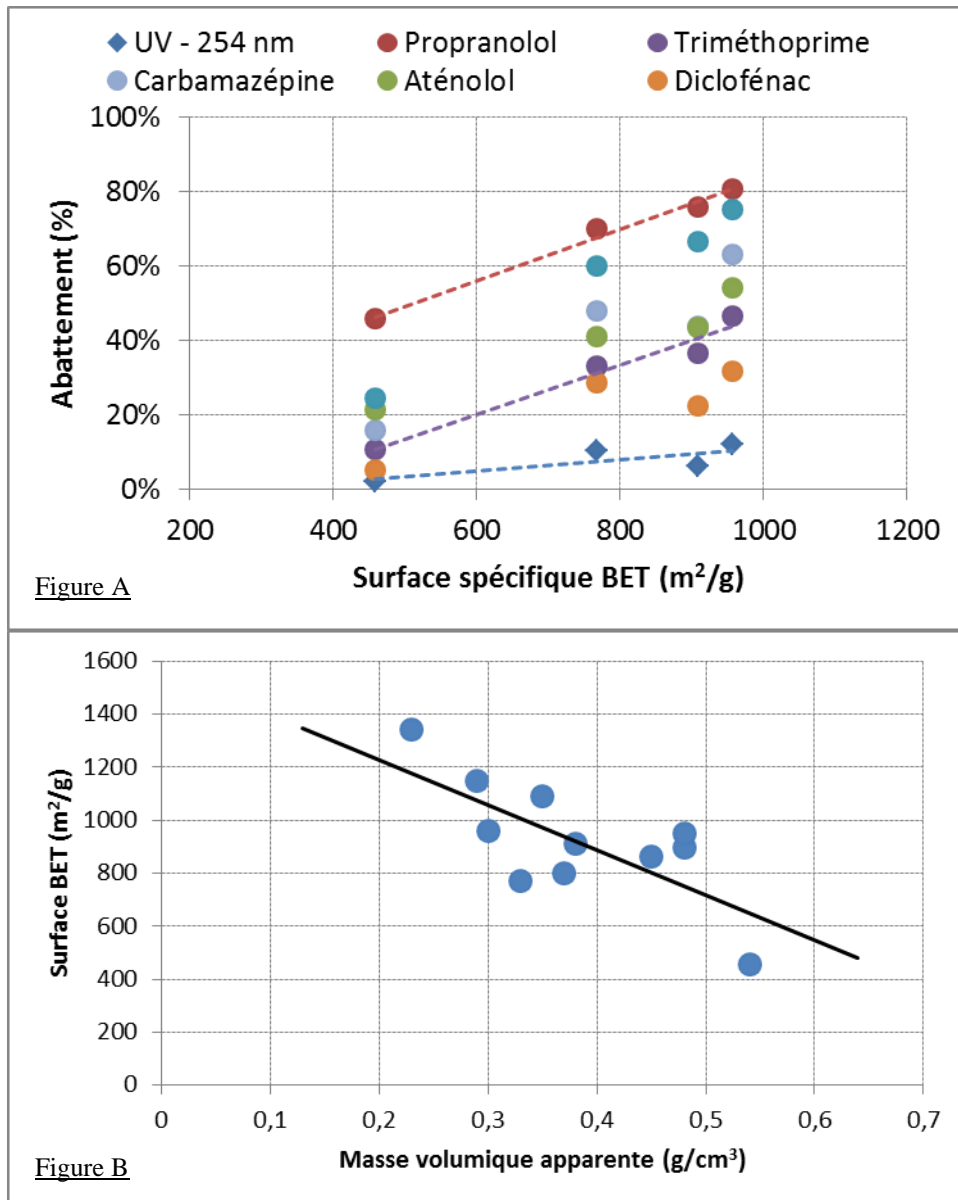 UV - 254 nm Propranolol Triméthoprime
Carbamazépine Aténolol Diclofénac
100%
80%
60%
40%
20%
0%
Abattement (%)
200 400 600 800 1000 1200
Surface spécifique BET (m²/g)
Figure A
1600
1400
1200
1000
800
600
400
200
0
Surface BET (m²/g)
0 0,1 0,2 0,3 0,4 0,5 0,6 0,7
Masse volumique apparente (g/cm³)
Figure B